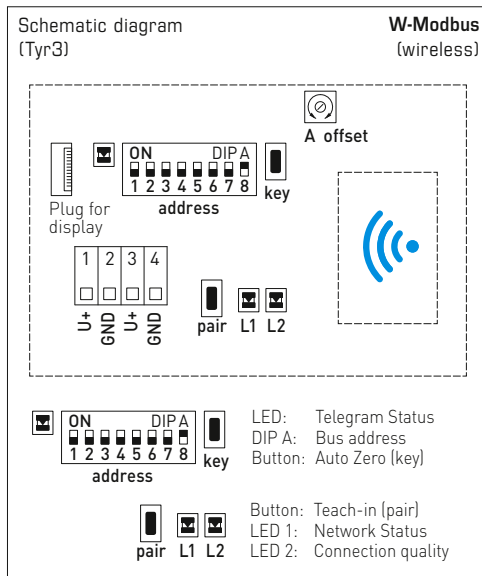 Schematic diagram
(Tyr3)
W-Modbus
(wireless)
A offset
ON DIP A
1 2 3 4 5 6 7 8
address
key
Plug for
display
1 2 3 4
U+ GND U+ GND
pair L1 L2
ON DIP A
1 2 3 4 5 6 7 8
address
key
LED: Telegram Status
DIP A: Bus address
Button: Auto Zero (key)
pair L1 L2
Button: Teach-in (pair)
LED 1: Network Status
LED 2: Connection quality